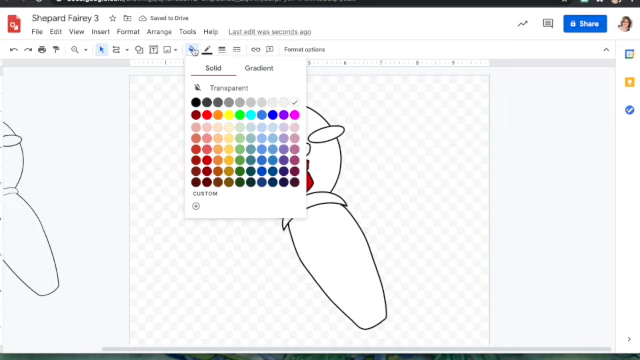 Shepard Fairey 3
Saved to Drive
File Edit View Insert Format Arrange Tools Help Last edit was seconds ago
Share
Format options
Solid Gradient
Transparent
CUSTOM